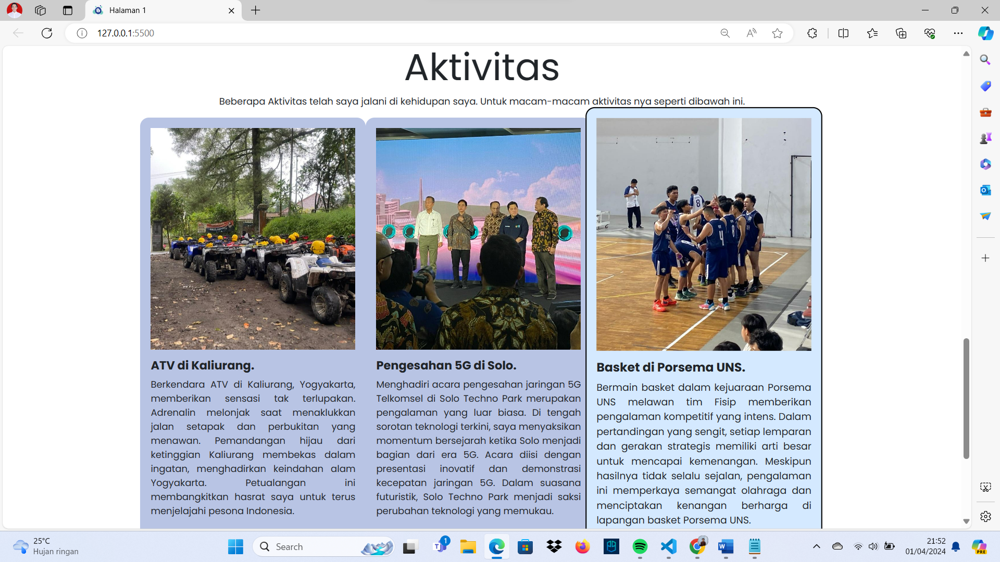 Halaman 1
127.0.0.1:5500
Aktivitas
Beberapa Aktivitas telah saya jalani di kehidupan saya. Untuk macam-macam aktivitas nya seperti dibawah ini.
ATV di Kaliurang.
Berkendara ATV di Kaliurang, Yogyakarta,
memberikan sensasi tak terlupakan.
Adrenalin melonjak saat menaklukkan
jalan setapak dan perbukitan yang
menawan. Pemandangan hijau dari
ketinggian Kaliurang membekas dalam
ingatan, menghadirkan keindahan alam
Yogyakarta. Petualangan ini
membangkitkan hasrat saya untuk terus
menjelajahi pesona Indonesia.
Pengesahan 5G di Solo.
Menghadiri acara pengesahan jaringan 5G
Telkomsel di Solo Techno Park merupakan
pengalaman yang luar biasa. Di tengah
sorotan teknologi terkini, saya menyaksikan
momentum bersejarah ketika Solo menjadi
bagian dari era 5G. Acara diisi dengan
presentasi inovatif dan demonstrasi
kecepatan jaringan 5G. Dalam suasana
futuristik, Solo Techno Park menjadi saksi
perubahan teknologi yang memukau.
8
4
8
Basket di Porsema UNS.
Bermain basket dalam kejuaraan Porsema
UNS melawan tim Fisip memberikan
pengalaman kompetitif yang intens. Dalam
pertandingan yang sengit, setiap lemparan
dan gerakan strategis memiliki arti besar
untuk mencapai kemenangan. Meskipun
hasilnya tidak selalu sejalan, pengalaman
ini memperkaya semangat olahraga dan
menciptakan kenangan berharga di
lapangan basket Porsema UNS.
25°C
Hujan ringan
Search
1
21:52
01/04/2024
PRE